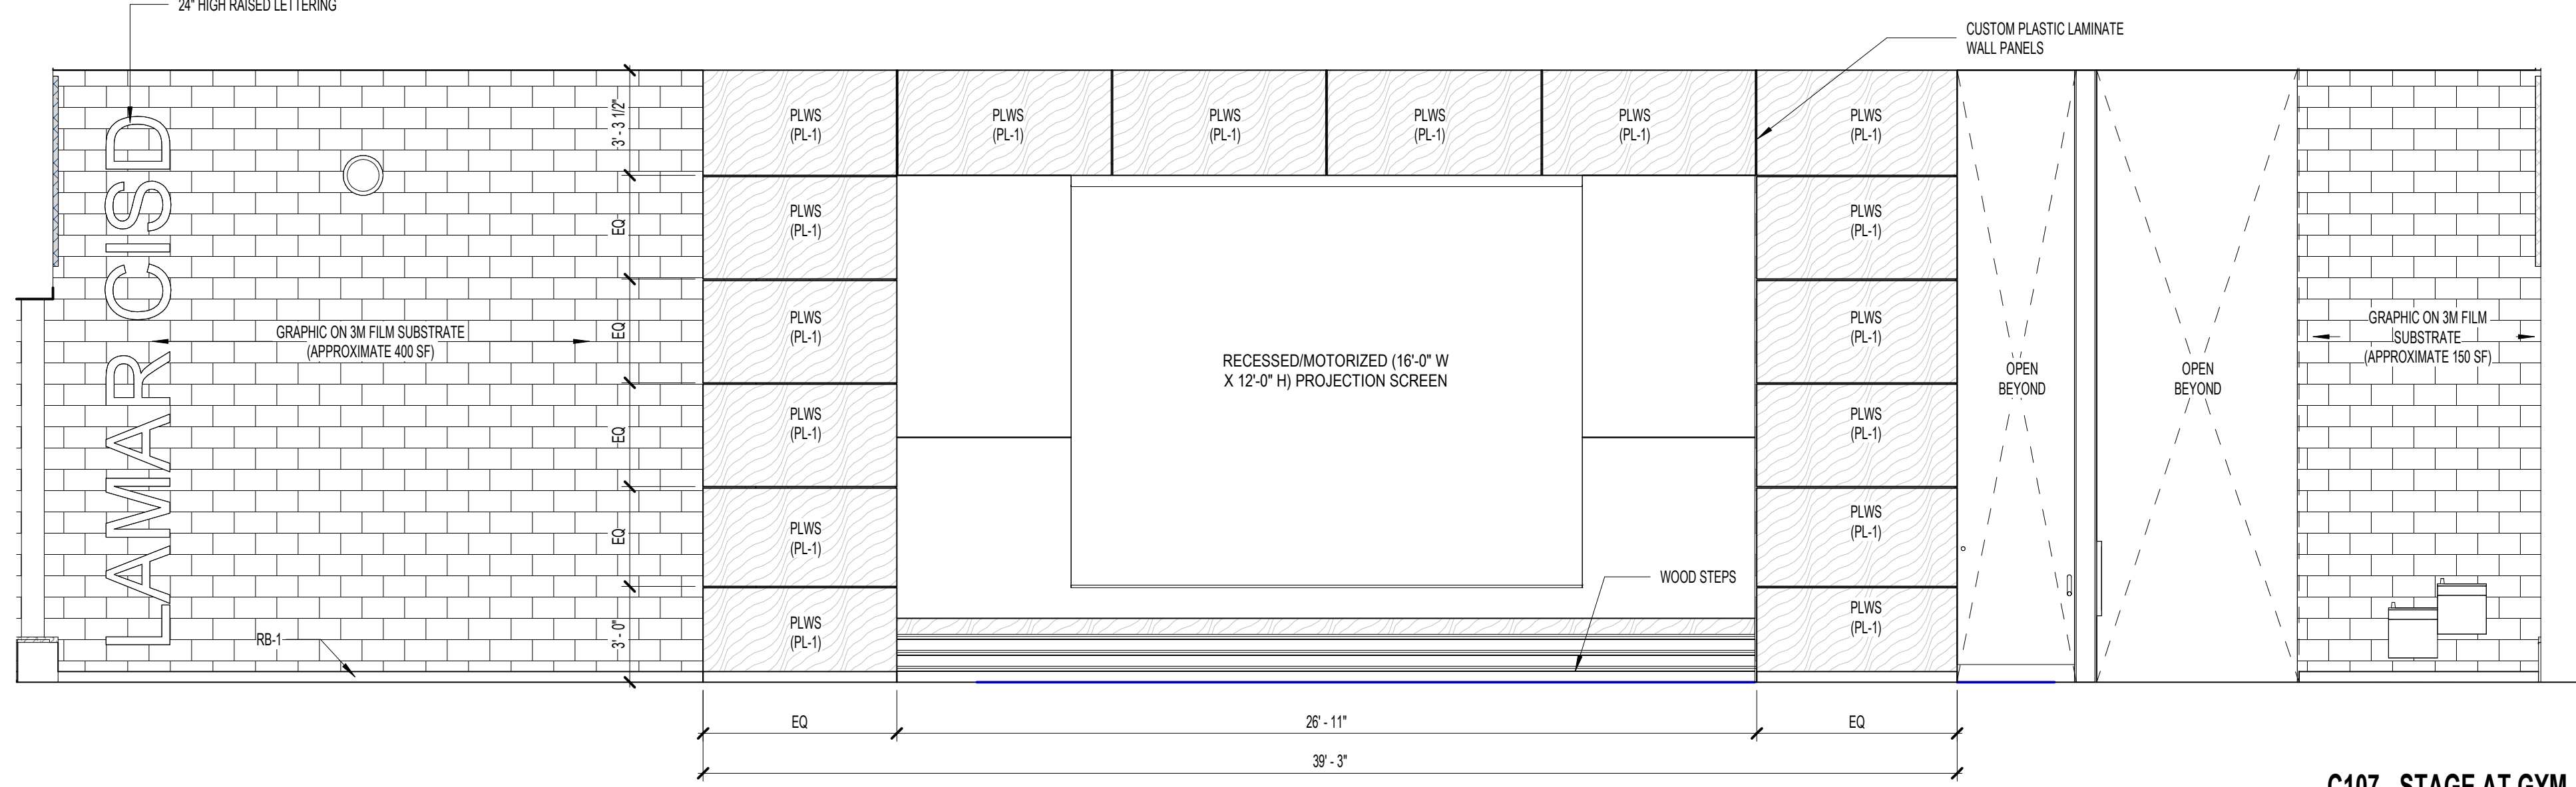 24" HIGH RAISED LETTERING
CUSTOM PLASTIC LAMINATE
WALL PANELS
LAMAR CISD
3' - 3 1/2"
EQ
EQ
EQ
EQ
3' - 0"
GRAPHIC ON 3M FILM SUBSTRATE
(APPROXIMATE 400 SF)
RB-1
PLWS
(PL-1)
PLWS
(PL-1)
PLWS
(PL-1)
PLWS
(PL-1)
PLWS
(PL-1)
PLWS
(PL-1)
PLWS
(PL-1)
PLWS
(PL-1)
PLWS
(PL-1)
PLWS
(PL-1)
PLWS
(PL-1)
RECESSED/MOTORIZED (16'-0" W
X 12'-0" H) PROJECTION SCREEN
WOOD STEPS
PLWS
(PL-1)
PLWS
(PL-1)
PLWS
(PL-1)
PLWS
(PL-1)
PLWS
(PL-1)
OPEN
BEYOND
OPEN
BEYOND
GRAPHIC ON 3M FILM
SUBSTRATE
(APPROXIMATE 150 SF)
EQ
26' - 11"
EQ
39' - 3"
C107 - STAGE AT GYM